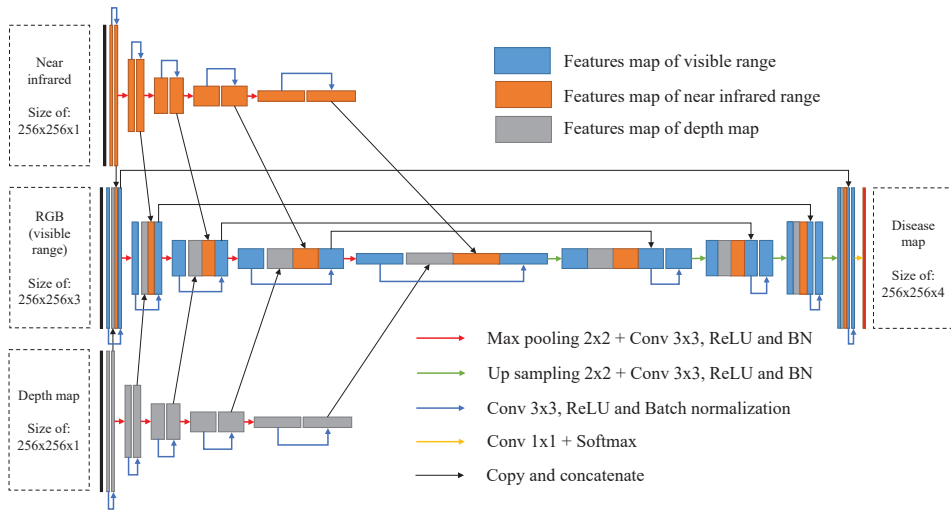 Near
infrared
Size of:
256x256x1
Features map of visible range
Features map of near infrared range
Features map of depth map
RGB
(visible
range)
Size of:
256x256x3
Disease
map
Size of:
256x256x4
Depth map
Size of:
256x256x1
Max pooling 2x2 + Conv 3x3, ReLU and BN
Up sampling 2x2 + Conv 3x3, ReLU and BN
Conv 3x3, ReLU and Batch normalization
Conv 1x1 + Softmax
Copy and concatenate